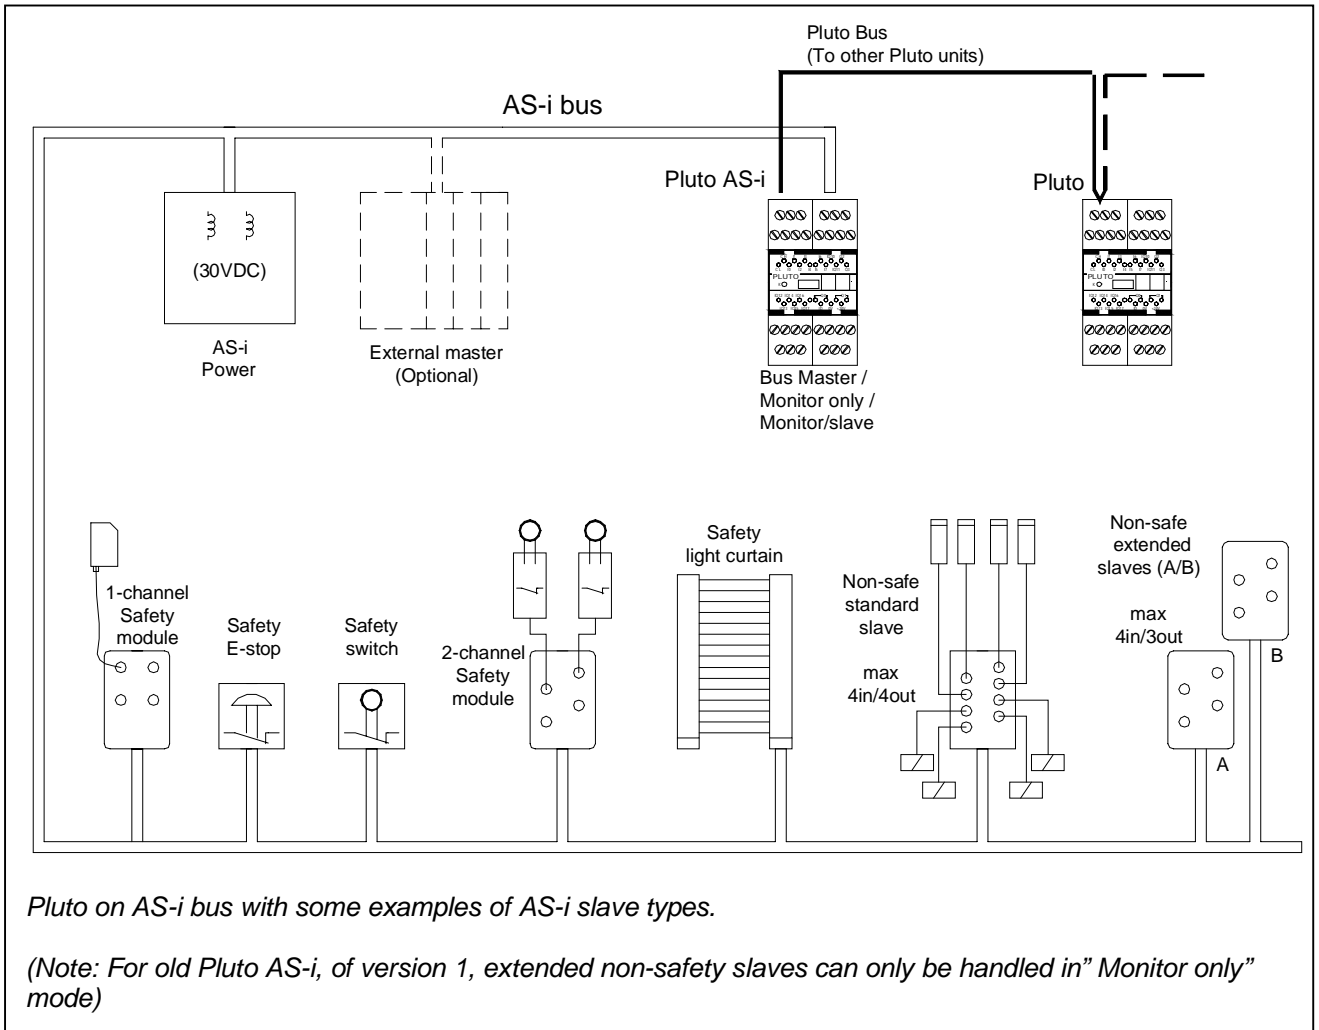 Pluto Bus
(To other Pluto units)
AS-i bus
Pluto AS-i
Pluto
(30VDC)
AS-i
Power
External master
(Optional)
PLUTO
PLUTO
Bus Master /
Monitor only /
Monitor/slave
1-channel
Safety
module
Safety
E-stop
Safety
switch
2-channel
Safety
module
Safety
light curtain
Non-safe
standard
slave
max
4in/4out
Non-safe
extended
slaves (A/B)
max
4in/3out
B
A
Pluto on AS-i bus with some examples of AS-i slave types.
(Note: For old Pluto AS-i, of version 1, extended non-safety slaves can only be handled in” Monitor only”
mode)